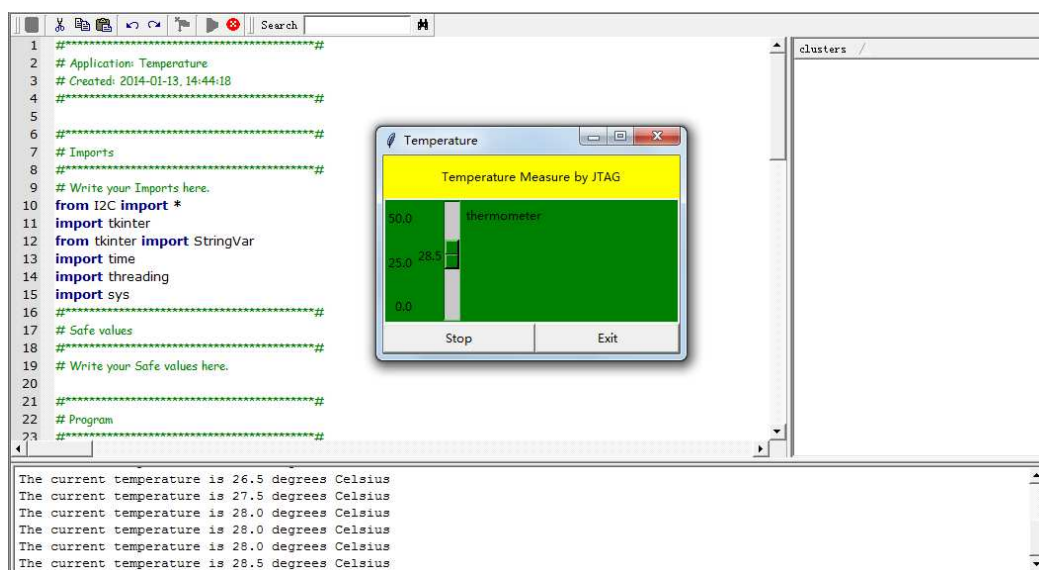 Search
clusters /
1 #******************************************#
2 # Application: Temperature
3 # Created: 2014-01-13, 14:44:18
4 #******************************************#
5
6 #******************************************#
7 # Imports
8 #******************************************#
9 # Write your Imports here.
10 from I2C import *
11 import tkinter
12 from tkinter import StringVar
13 import time
14 import threading
15 import sys
16 #******************************************#
17 # Safe values
18 #******************************************#
19 # Write your Safe values here.
20
21 #******************************************#
22 # Program
23 #******************************************#
Temperature
Temperature Measure by JTAG
50.0 thermometer
28.5
25.0
0.0
Stop Exit
The current temperature is 26.5 degrees Celsius
The current temperature is 27.5 degrees Celsius
The current temperature is 28.0 degrees Celsius
The current temperature is 28.0 degrees Celsius
The current temperature is 28.0 degrees Celsius
The current temperature is 28.5 degrees Celsius